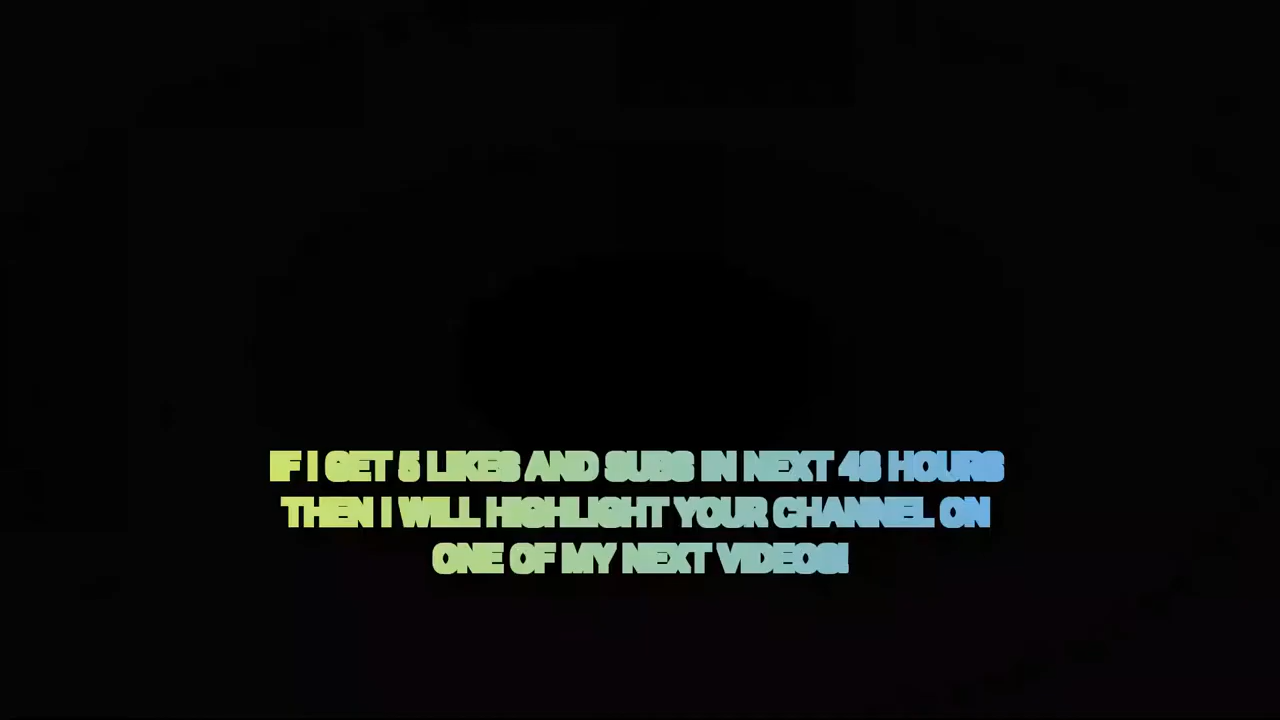 IF I GET 5 LIKES AND SUBS IN NEXT 48 HOURS
THEN I WILL HIGHLIGHT YOUR CHANNEL ON
ONE OF MY NEXT VIDEOS!